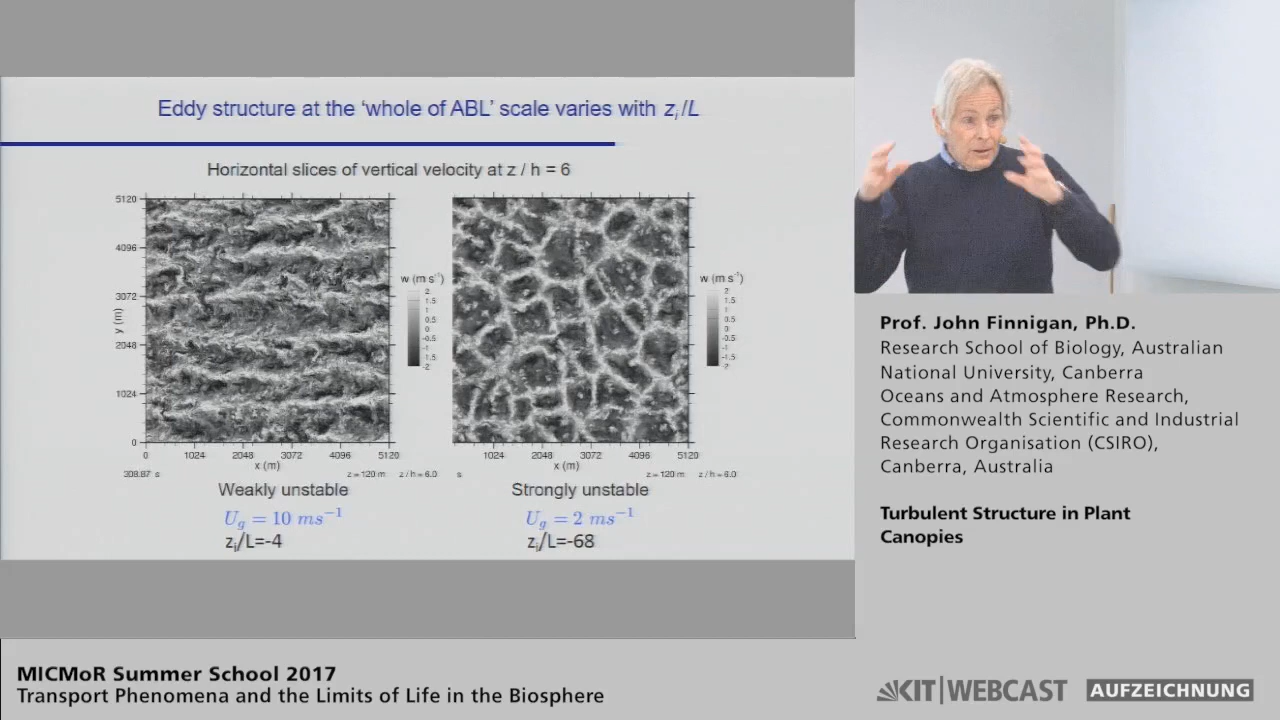 Eddy structure at the ‘whole of ABL’ scale varies with zi/L
Horizontal slices of vertical velocity at z / h = 6
5120
4096
3072
2048
1024
0
y (m)
0 1024 2048 3072 4096 5120
x (m)
308.87 s z = 120 m z / h = 6.0
w (m s⁻¹)
2
1.5
1
0.5
0
-0.5
-1
-1.5
-2
1024 2048 3072 4096 5120
x (m)
s z = 120 m z / h = 6.0
w (m s⁻¹)
2
1.5
1
0.5
0
-0.5
-1
-1.5
-2
Weakly unstable
Ug = 10 ms⁻¹
zi/L=-4
Strongly unstable
Ug = 2 ms⁻¹
zi/L=-68
Prof. John Finnigan, Ph.D.
Research School of Biology, Australian
National University, Canberra
Oceans and Atmosphere Research,
Commonwealth Scientific and Industrial
Research Organisation (CSIRO),
Canberra, Australia
Turbulent Structure in Plant
Canopies
MICMoR Summer School 2017
Transport Phenomena and the Limits of Life in the Biosphere
KIT|WEBCAST AUFZEICHNUNG